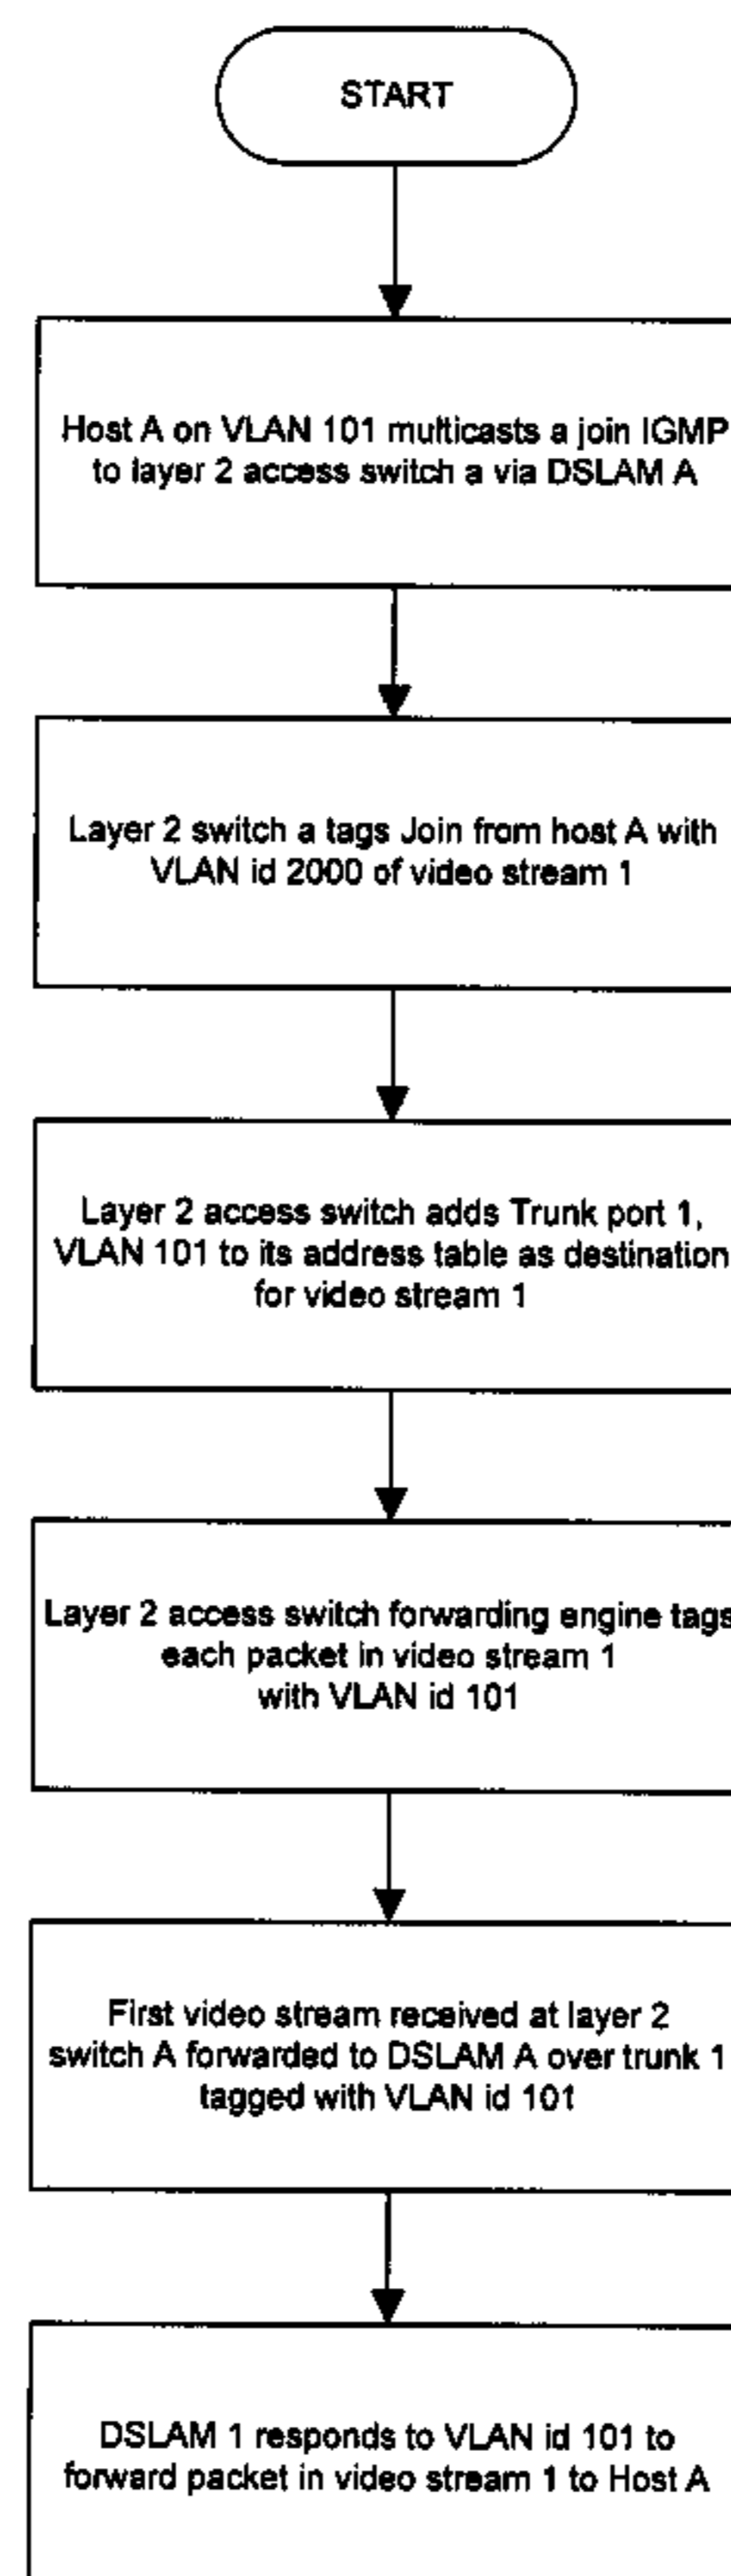 START
Host A on VLAN 101 multicasts a join IGMP
to layer 2 access switch a via DSLAM A
Layer 2 switch a tags Join from host A with
VLAN id 2000 of video stream 1
Layer 2 access switch adds Trunk port 1,
VLAN 101 to its address table as destination
for video stream 1
Layer 2 access switch forwarding engine tags
each packet in video stream 1
with VLAN id 101
First video stream received at layer 2
switch A forwarded to DSLAM A over trunk 1
tagged with VLAN id 101
DSLAM 1 responds to VLAN id 101 to
forward packet in video stream 1 to Host A